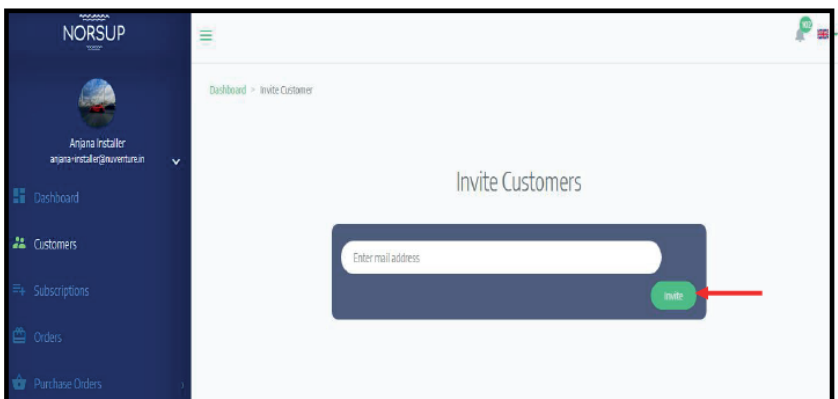 NORSUP
Anjana Installer
anjana-installer@nuventure.in
Dashboard
Customers
Subscriptions
Orders
Purchase Orders
Dashboard > Invite Customer
Invite Customers
Enter mail address
Invite